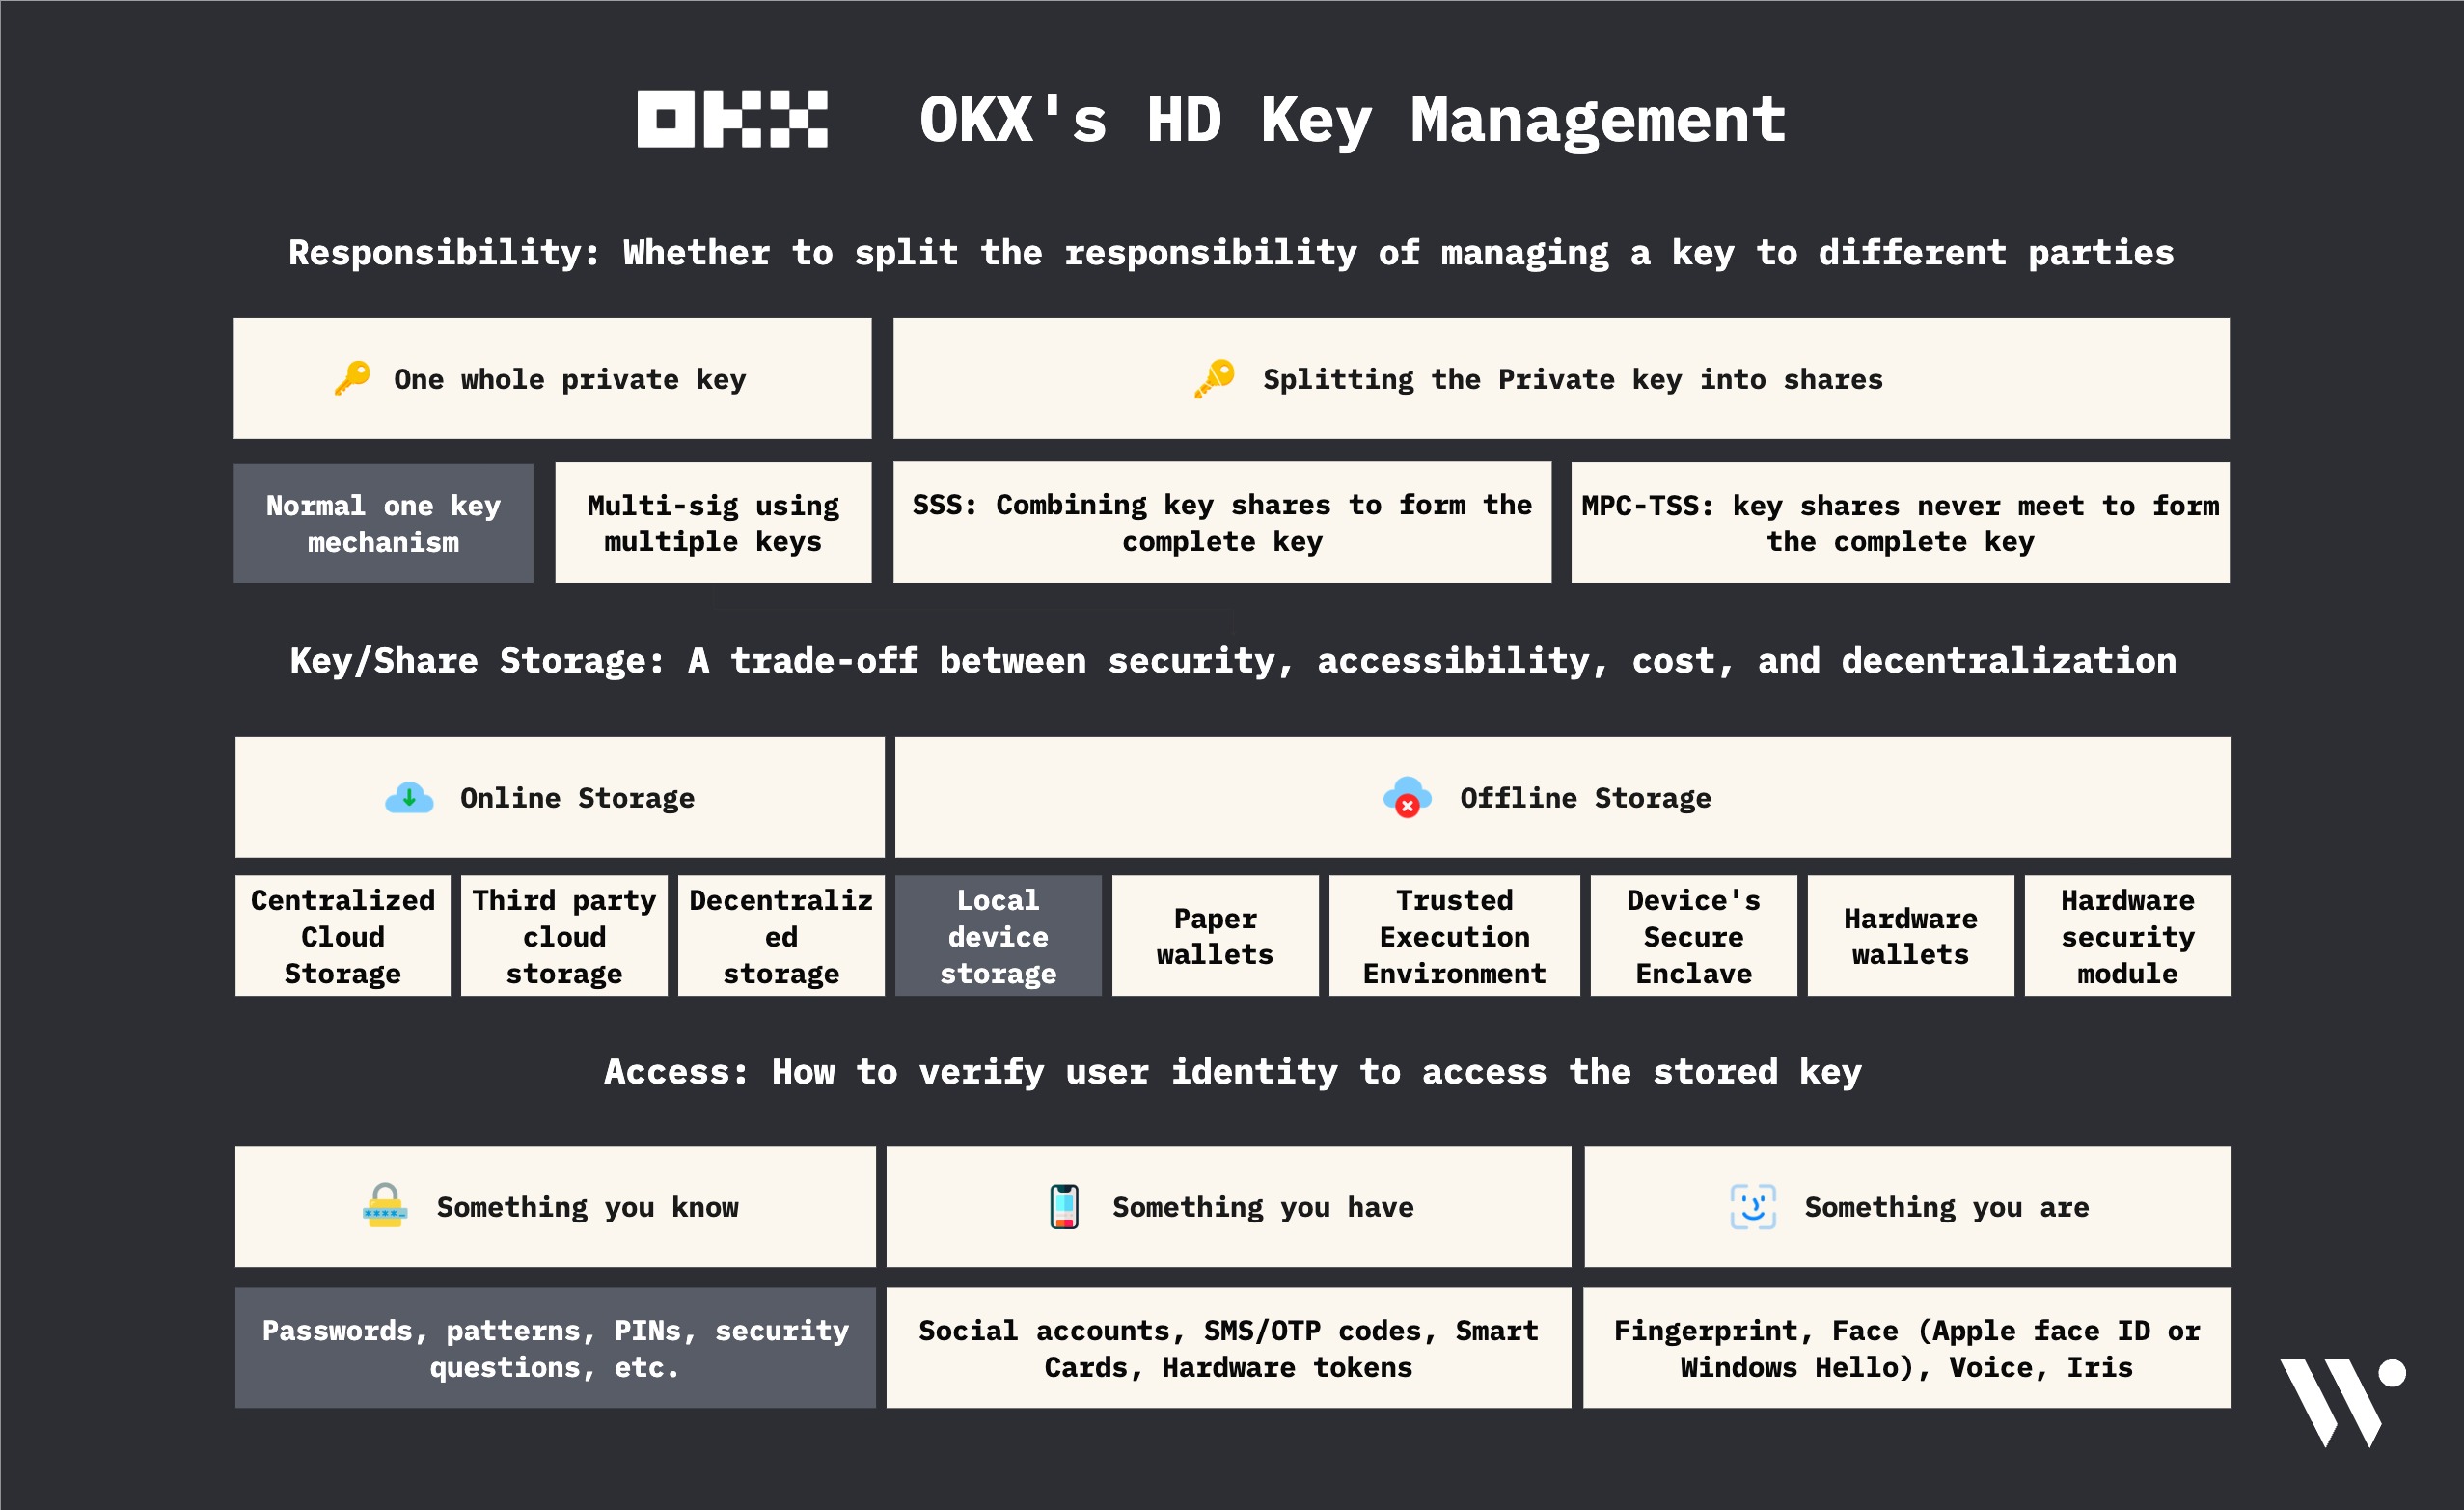 OKX OKX's HD Key Management
Responsibility: Whether to split the responsibility of managing a key to different parties
One whole private key
Splitting the Private key into shares
Normal one key
mechanism
Multi-sig using
multiple keys
SSS: Combining key shares to form the
complete key
MPC-TSS: key shares never meet to form
the complete key
Key/Share Storage: A trade-off between security, accessibility, cost, and decentralization
Online Storage
Offline Storage
Centralized
Cloud
Storage
Third party
cloud
storage
Decentraliz
ed
storage
Local
device
storage
Paper
wallets
Trusted
Execution
Environment
Device's
Secure
Enclave
Hardware
wallets
Hardware
security
module
Access: How to verify user identity to access the stored key
****_
Something you know
Something you have
Something you are
Passwords, patterns, PINs, security
questions, etc.
Social accounts, SMS/OTP codes, Smart
Cards, Hardware tokens
Fingerprint, Face (Apple face ID or
Windows Hello), Voice, Iris